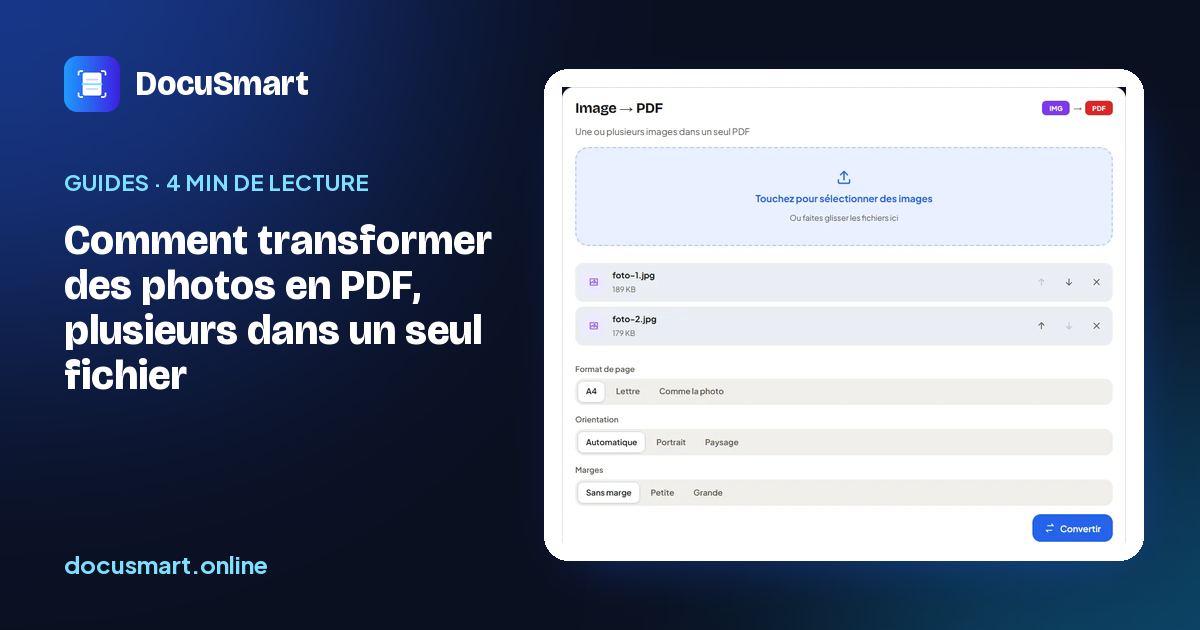 DocuSmart
GUIDES · 4 MIN DE LECTURE
Comment transformer
des photos en PDF,
plusieurs dans un seul
fichier
docusmart.online
Image → PDF
IMG → PDF
Une ou plusieurs images dans un seul PDF
Touchez pour sélectionner des images
Ou faites glisser les fichiers ici
foto-1.jpg
189 KB
foto-2.jpg
179 KB
Format de page
A4 Lettre Comme la photo
Orientation
Automatique Portrait Paysage
Marges
Sans marge Petite Grande
Convertir